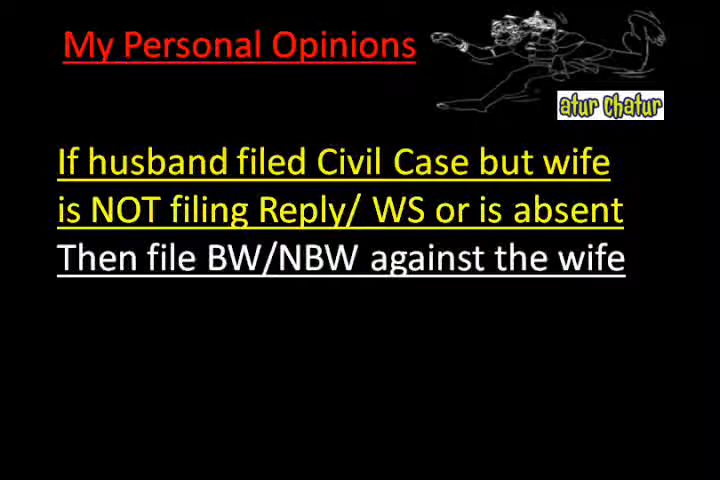 My Personal Opinions
atur chatur
If husband filed Civil Case but wife
is NOT filing Reply/ WS or is absent
Then file BW/NBW against the wife